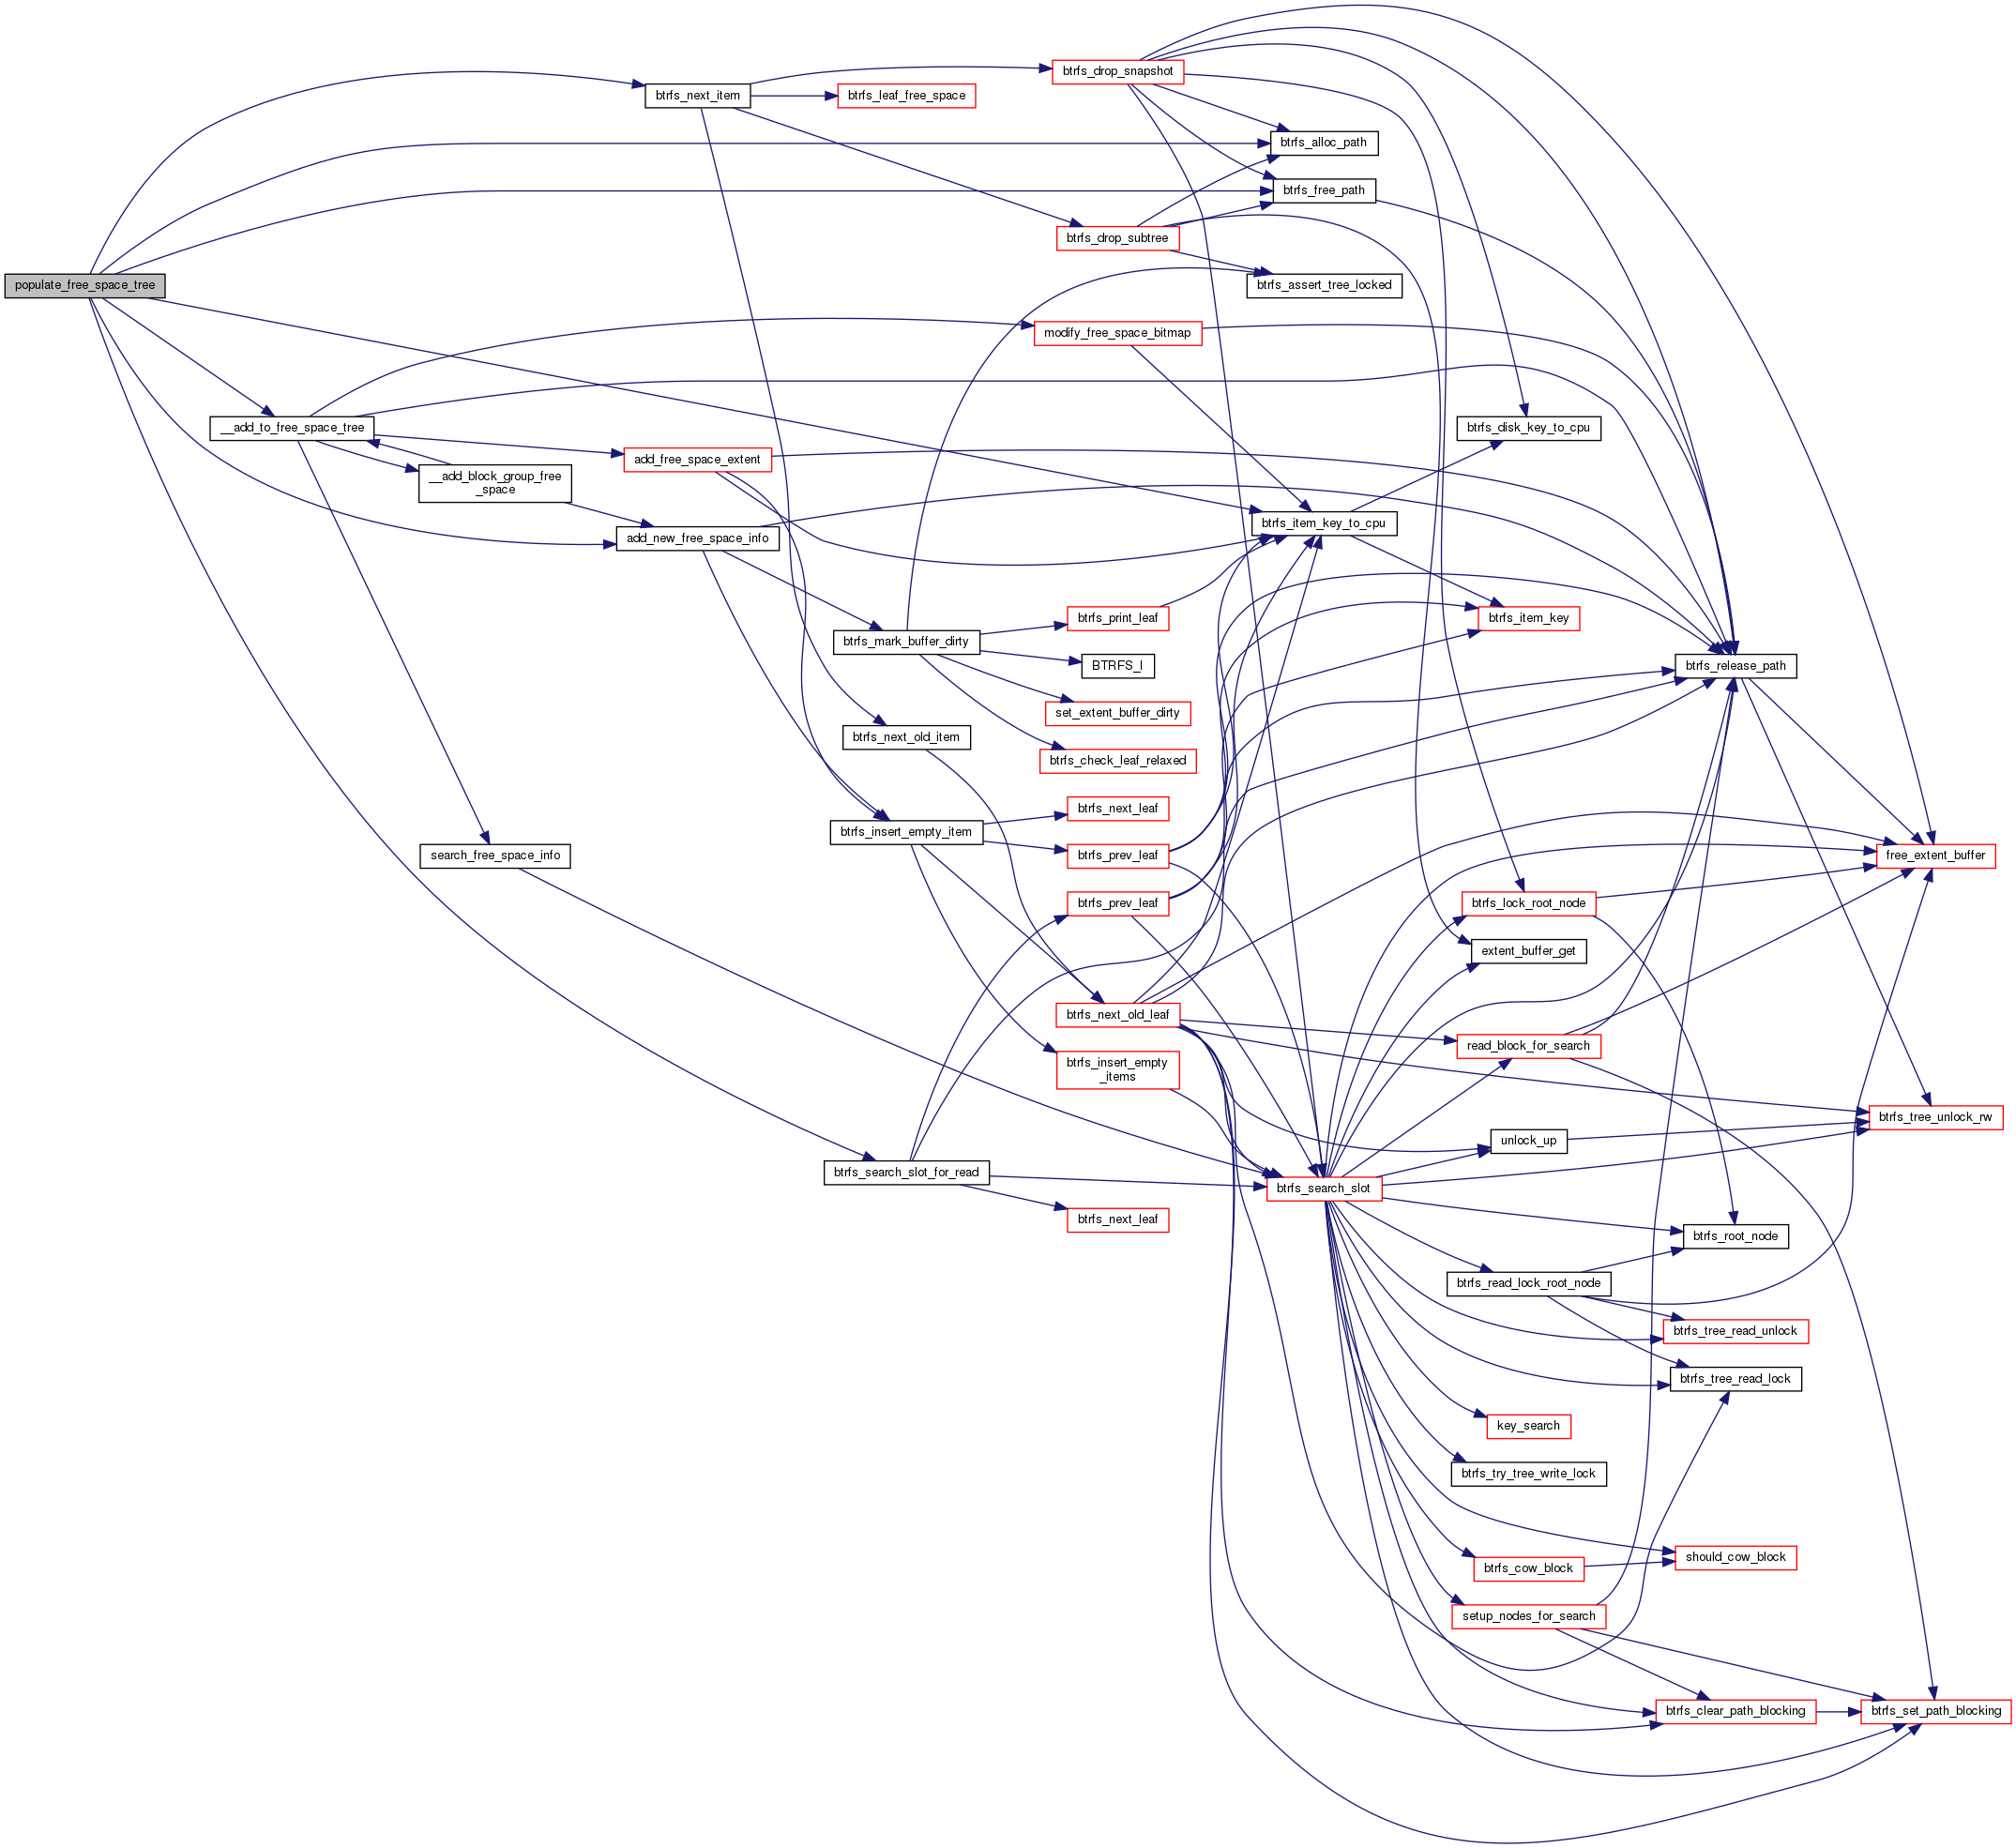 btrfs_drop_snapshot
btrfs_next_item
btrfs_leaf_free_space
btrfs_alloc_path
btrfs_free_path
btrfs_drop_subtree
populate_free_space_tree
btrfs_assert_tree_locked
modify_free_space_bitmap
__add_to_free_space_tree
btrfs_disk_key_to_cpu
add_free_space_extent
__add_block_group_free
_space
btrfs_item_key_to_cpu
add_new_free_space_info
btrfs_print_leaf
btrfs_item_key
btrfs_mark_buffer_dirty
BTRFS_I
btrfs_release_path
set_extent_buffer_dirty
btrfs_next_old_item
btrfs_check_leaf_relaxed
btrfs_next_leaf
btrfs_insert_empty_item
search_free_space_info
btrfs_prev_leaf
free_extent_buffer
btrfs_prev_leaf
btrfs_lock_root_node
extent_buffer_get
btrfs_next_old_leaf
read_block_for_search
btrfs_insert_empty
_items
btrfs_tree_unlock_rw
unlock_up
btrfs_search_slot_for_read
btrfs_search_slot
btrfs_next_leaf
btrfs_root_node
btrfs_read_lock_root_node
btrfs_tree_read_unlock
btrfs_tree_read_lock
key_search
btrfs_try_tree_write_lock
should_cow_block
btrfs_cow_block
setup_nodes_for_search
btrfs_clear_path_blocking
btrfs_set_path_blocking